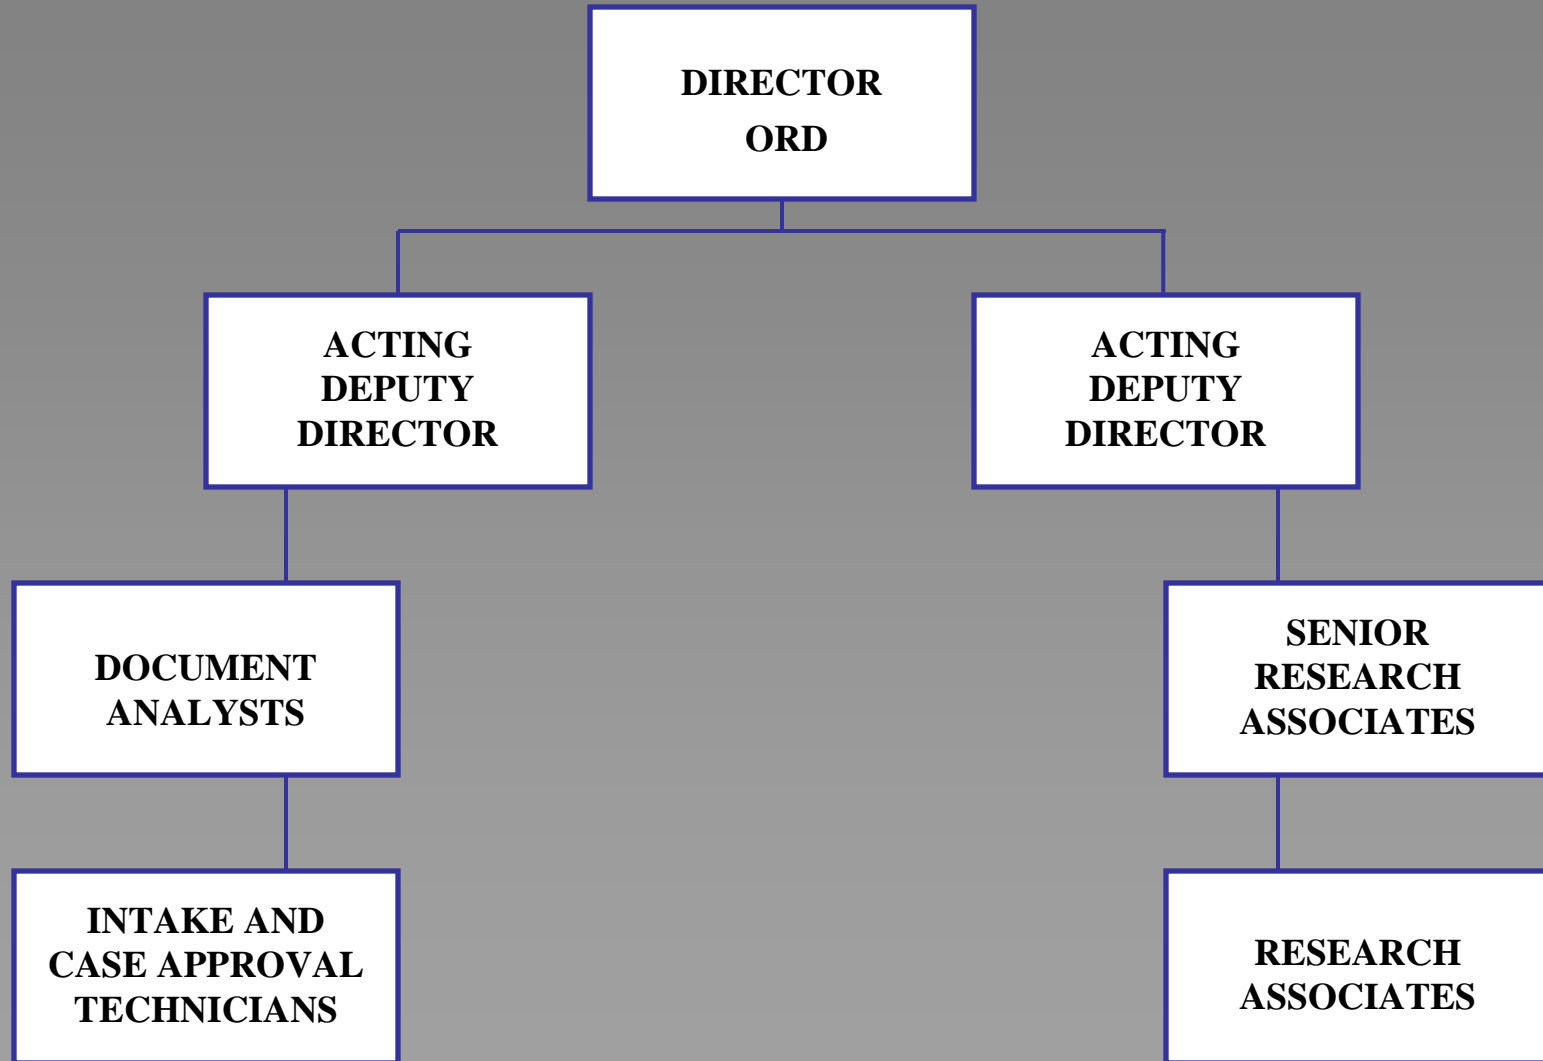 DIRECTOR
ORD
ACTING
DEPUTY
DIRECTOR
ACTING
DEPUTY
DIRECTOR
DOCUMENT
ANALYSTS
SENIOR
RESEARCH
ASSOCIATES
INTAKE AND
CASE APPROVAL
TECHNICIANS
RESEARCH
ASSOCIATES